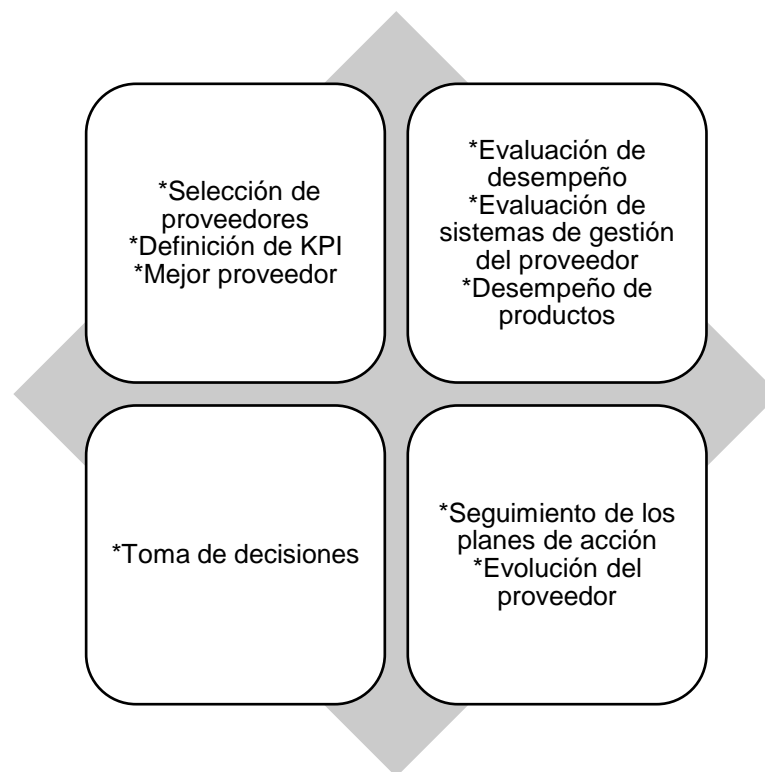 *Selección de
proveedores
*Definición de KPI
*Mejor proveedor
*Evaluación de
desempeño
*Evaluación de
sistemas de gestión
del proveedor
*Desempeño de
productos
*Toma de decisiones
*Seguimiento de los
planes de acción
*Evolución del
proveedor